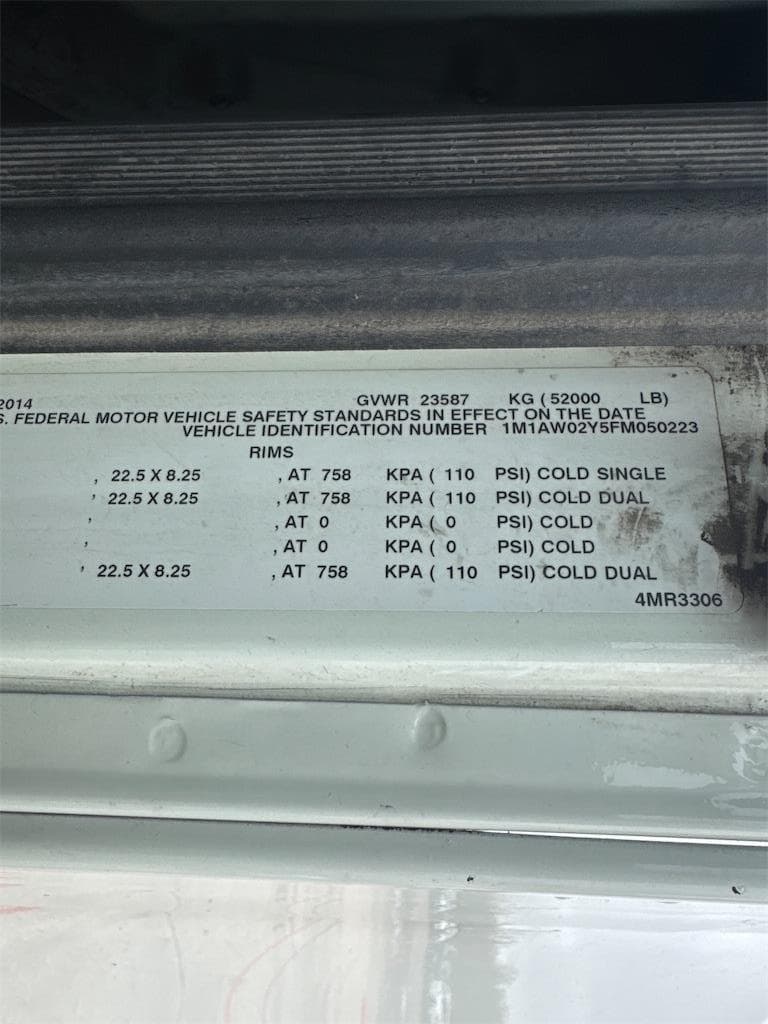 2014 GVWR 23587 KG ( 52000 LB)
S. FEDERAL MOTOR VEHICLE SAFETY STANDARDS IN EFFECT ON THE DATE
VEHICLE IDENTIFICATION NUMBER 1M1AW02Y5FM050223
RIMS
, 22.5 X 8.25 , AT 758 KPA ( 110 PSI) COLD SINGLE
, 22.5 X 8.25 , AT 758 KPA ( 110 PSI) COLD DUAL
, , AT 0 KPA ( 0 PSI) COLD
, , AT 0 KPA ( 0 PSI) COLD
, 22.5 X 8.25 , AT 758 KPA ( 110 PSI) COLD DUAL
4MR3306